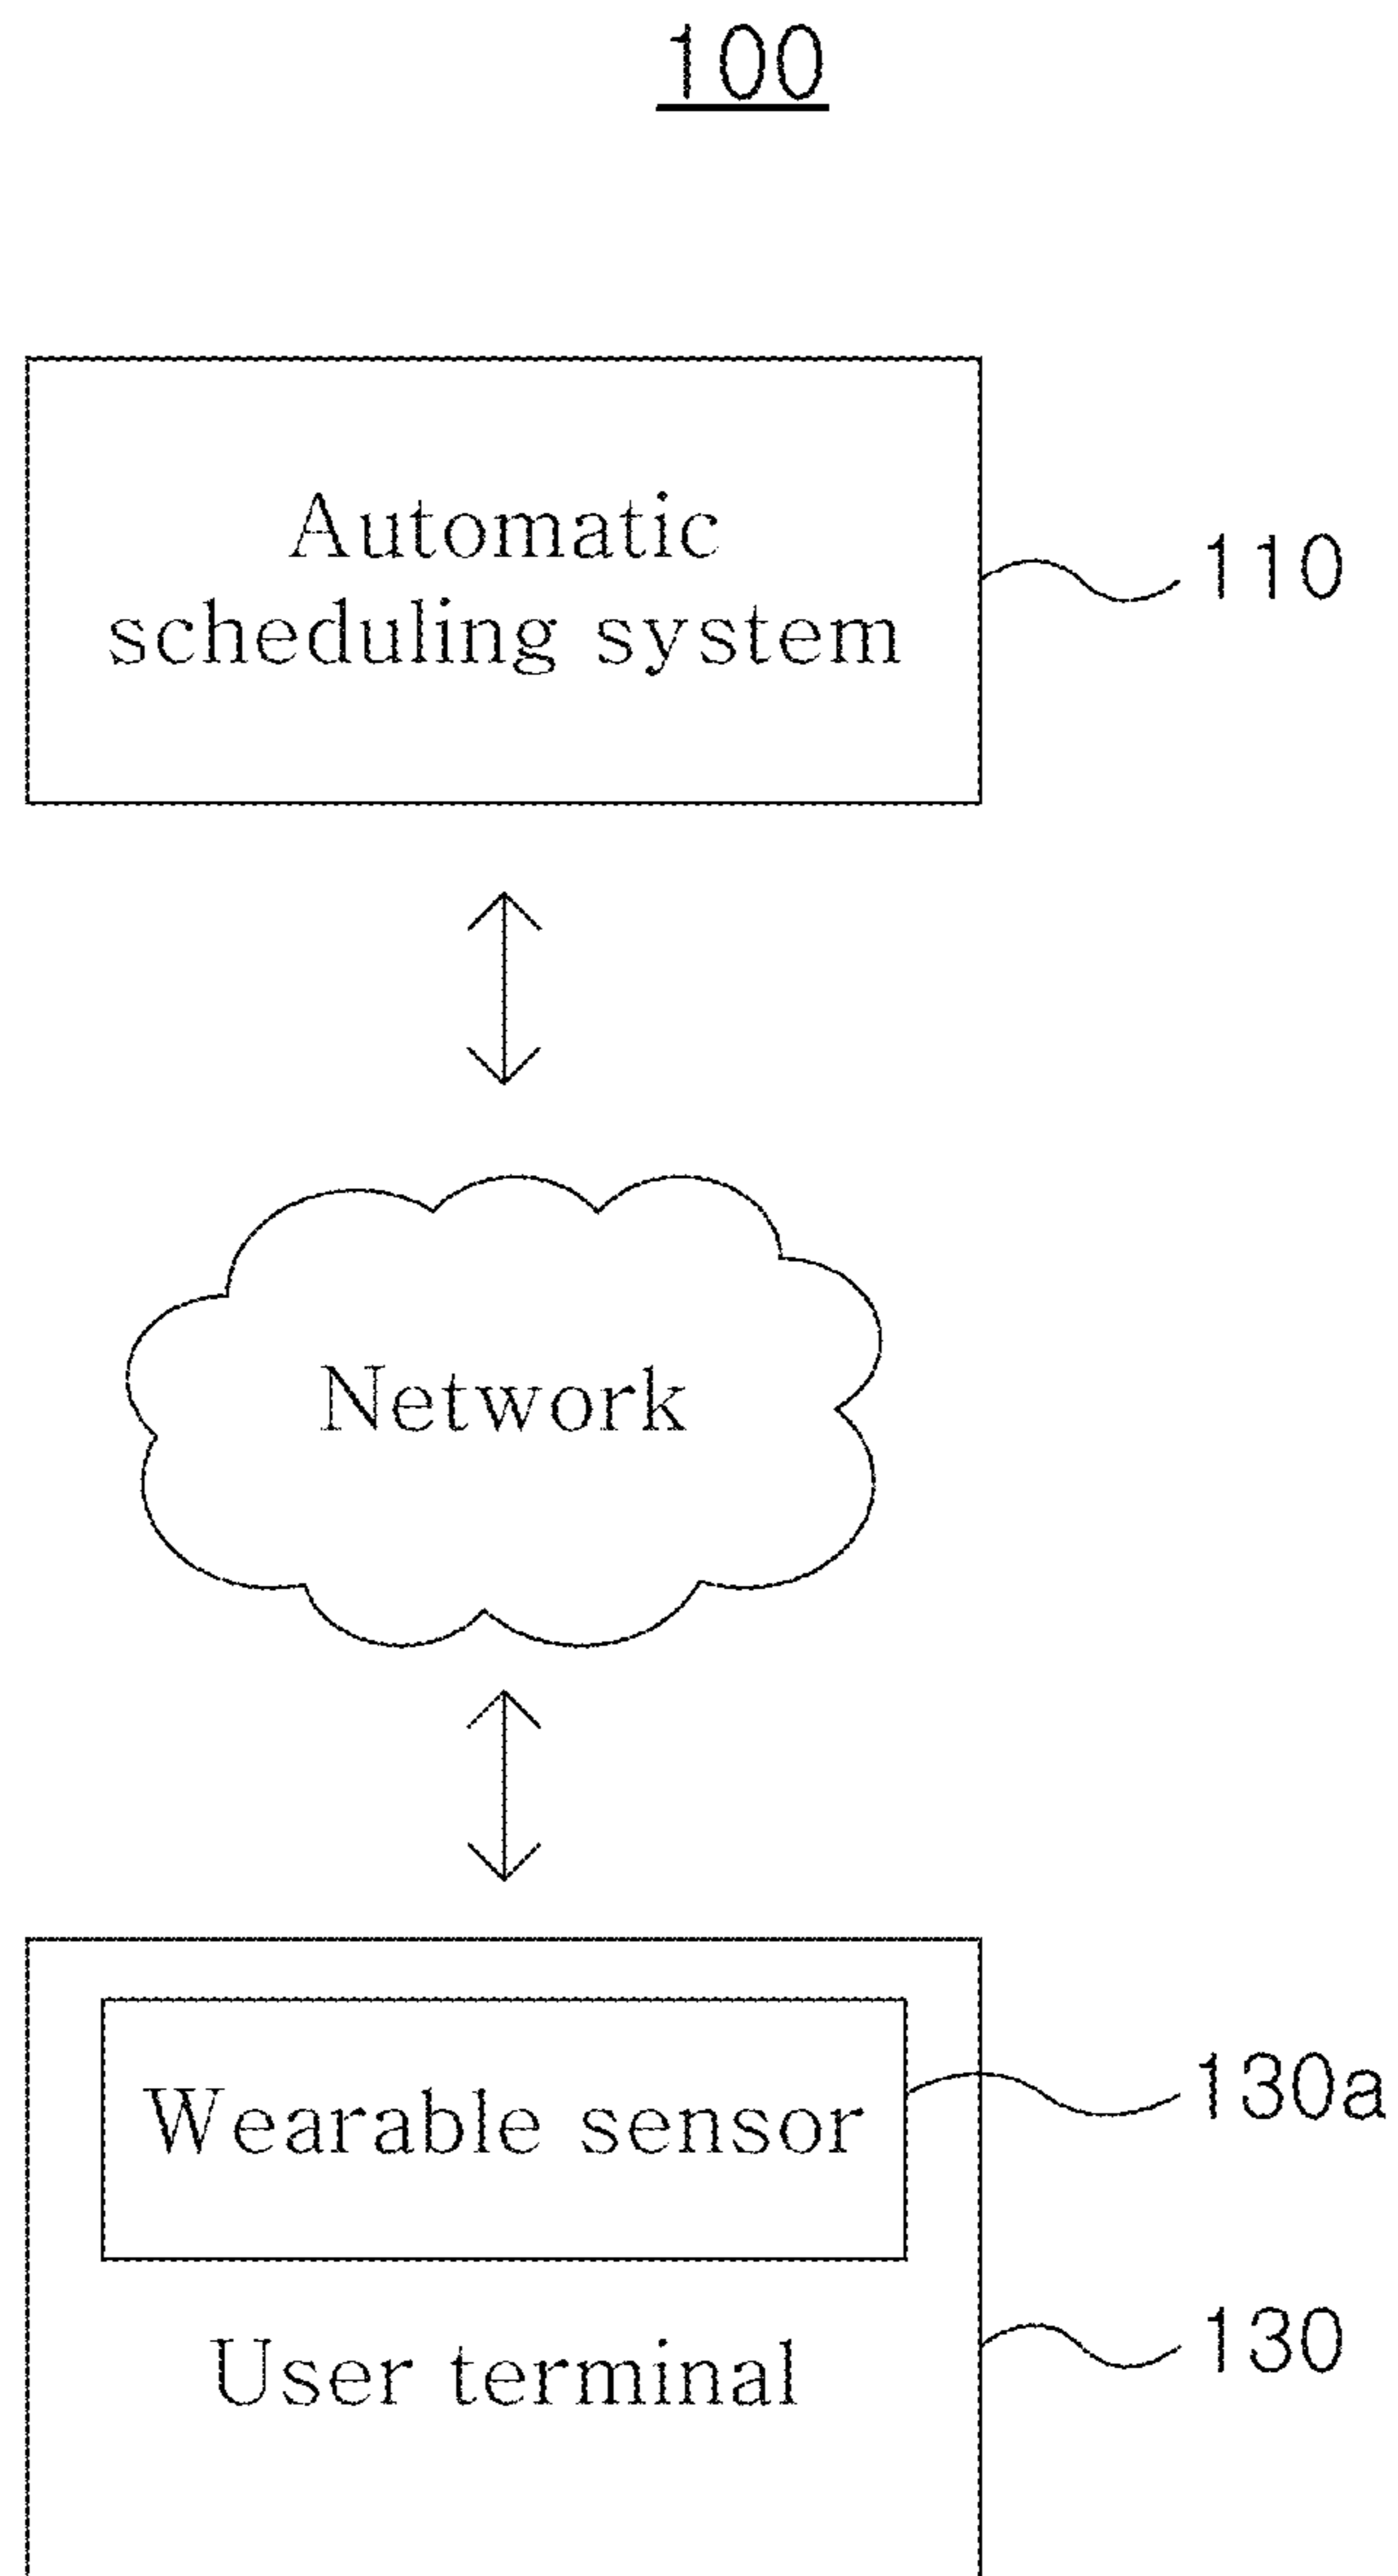 100
Automatic
scheduling system
110
Network
Wearable sensor
130a
User terminal
130